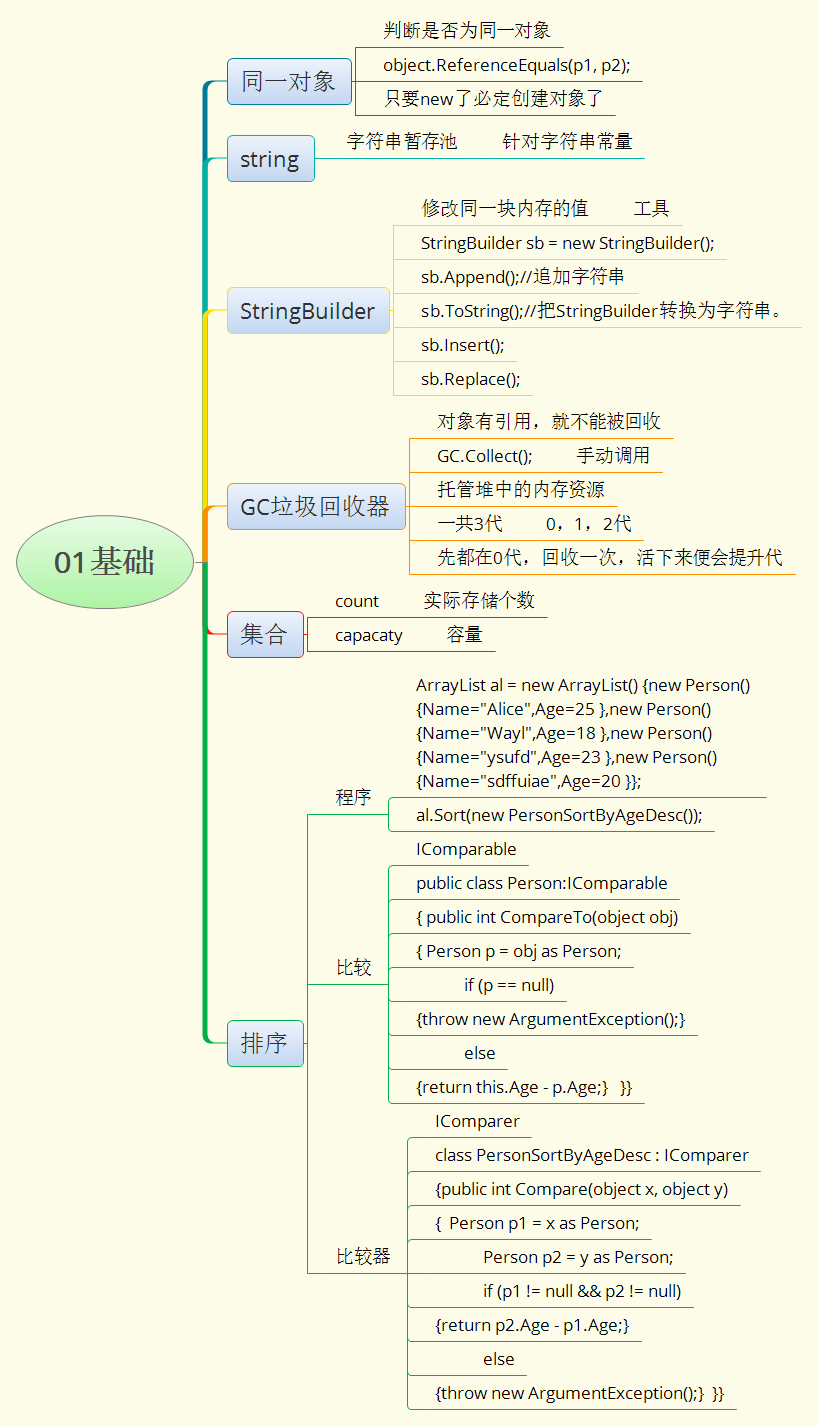 01基础
同一对象
判断是否为同一对象
object.ReferenceEquals(p1, p2);
只要new了必定创建对象了
string
字符串暂存池 针对字符串常量
StringBuilder
修改同一块内存的值 工具
StringBuilder sb = new StringBuilder();
sb.Append();//追加字符串
sb.ToString();//把StringBuilder转换为字符串。
sb.Insert();
sb.Replace();
GC垃圾回收器
对象有引用，就不能被回收
GC.Collect(); 手动调用
托管堆中的内存资源
一共3代 0，1，2代
先都在0代，回收一次，活下来便会提升代
集合
count 实际存储个数
capacaty 容量
排序
程序
ArrayList al = new ArrayList() {new Person()
{Name="Alice",Age=25 },new Person()
{Name="Wayl",Age=18 },new Person()
{Name="ysufd",Age=23 },new Person()
{Name="sdffuiae",Age=20 }};
al.Sort(new PersonSortByAgeDesc());
比较
IComparable
public class Person:IComparable
{ public int CompareTo(object obj)
{ Person p = obj as Person;
if (p == null)
{throw new ArgumentException();}
else
{return this.Age - p.Age;} }}
比较器
IComparer
class PersonSortByAgeDesc : IComparer
{public int Compare(object x, object y)
{ Person p1 = x as Person;
Person p2 = y as Person;
if (p1 != null && p2 != null)
{return p2.Age - p1.Age;}
else
{throw new ArgumentException();} }}